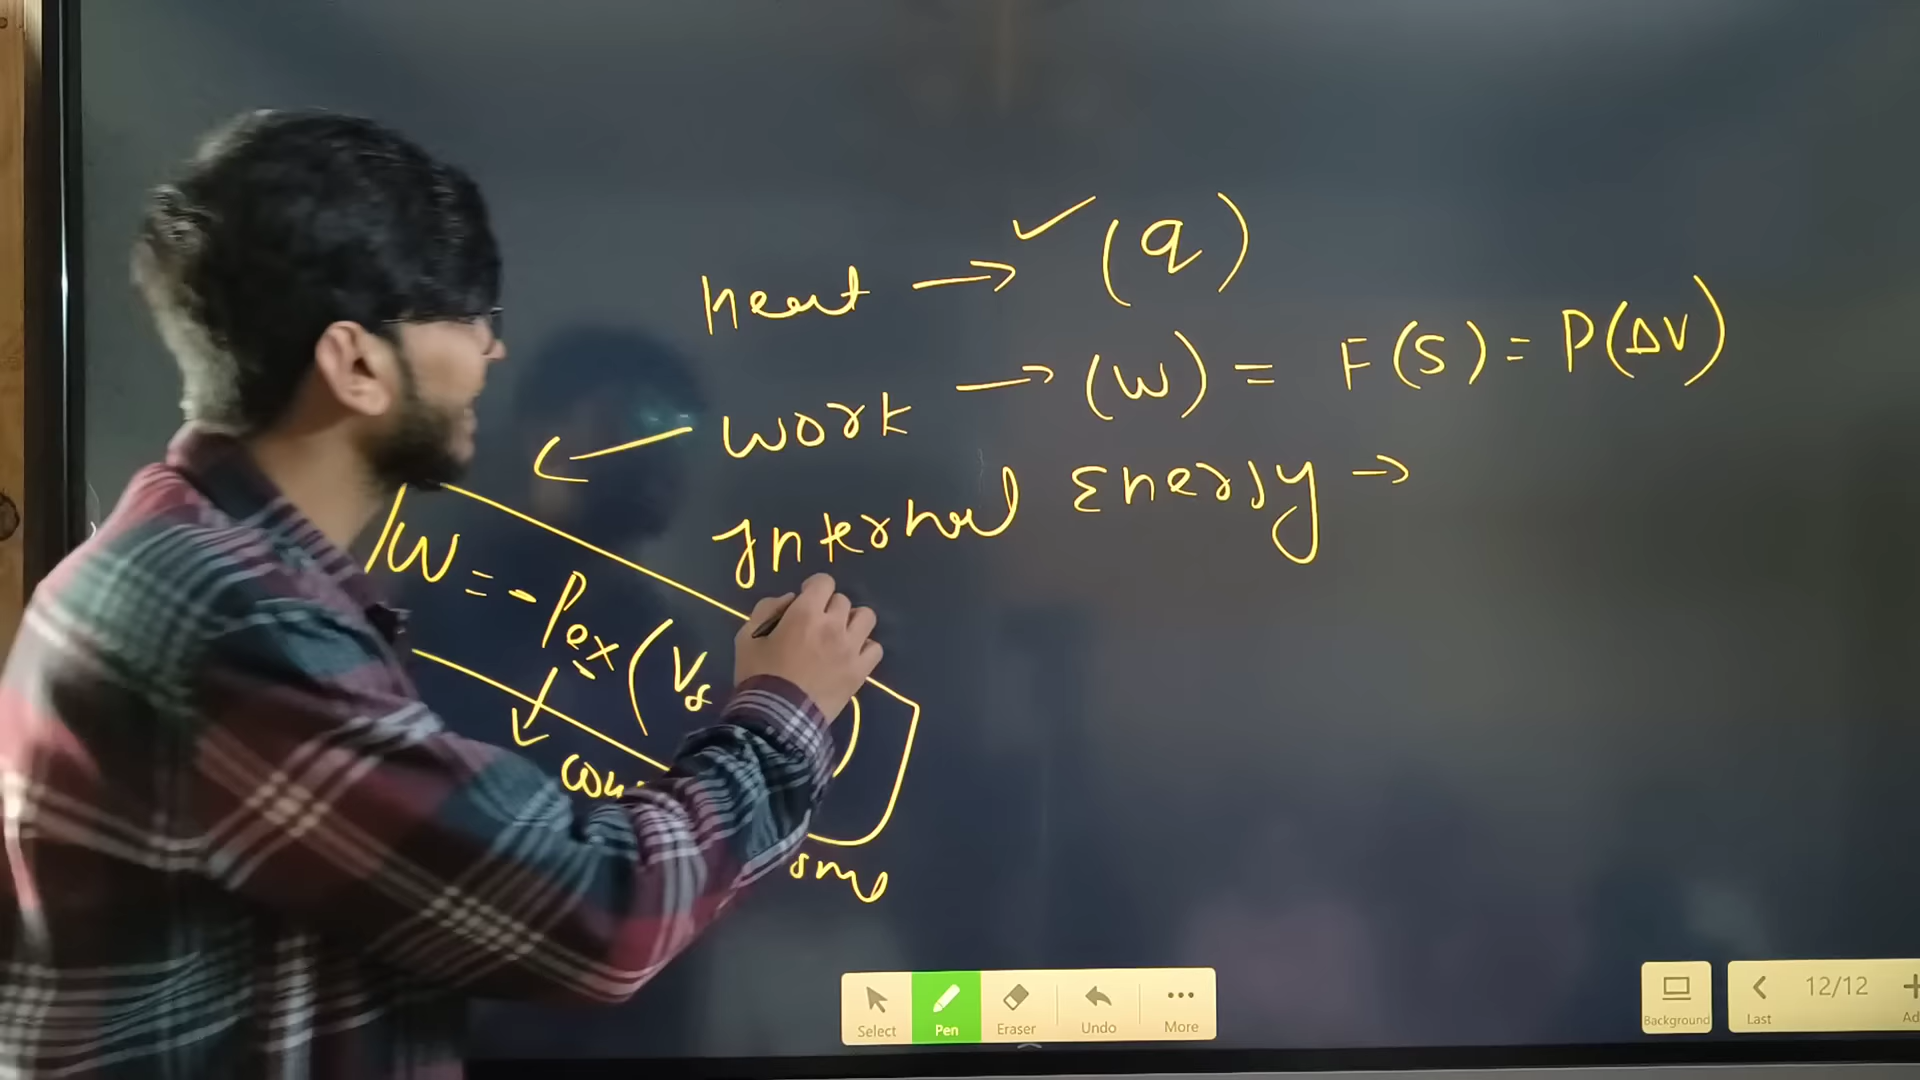 heat → ✓ (q)
work → (W) = F(S) = P(ΔV)
Internal Energy →
W = -Pex (V
Select
Pen
Eraser
Undo
More
Background
Last
12/12